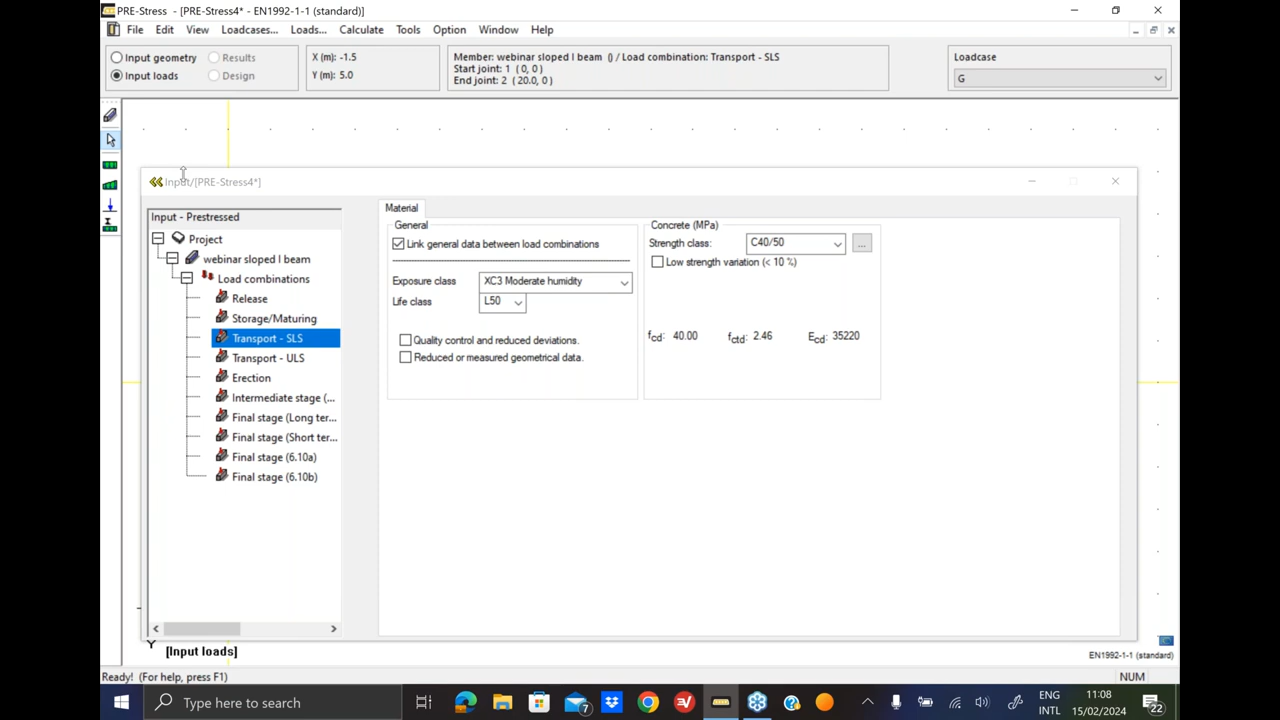 PRE-Stress - [PRE-Stress4* - EN1992-1-1 (standard)]
File Edit View Loadcases... Loads... Calculate Tools Option Window Help
Input geometry
Results
Input loads
Design
X (m): -1.5
Y (m): 5.0
Member: webinar sloped I beam () / Load combination: Transport - SLS
Start joint: 1 ( 0, 0 )
End joint: 2 ( 20.0, 0 )
Loadcase
G
Input/[PRE-Stress4*]
Input - Prestressed
Project
webinar sloped I beam
Load combinations
Release
Storage/Maturing
Transport - SLS
Transport - ULS
Erection
Intermediate stage (...
Final stage (Long ter...
Final stage (Short ter...
Final stage (6.10a)
Final stage (6.10b)
Material
General
Link general data between load combinations
Exposure class
XC3 Moderate humidity
Life class
L50
Quality control and reduced deviations.
Reduced or measured geometrical data.
Concrete (MPa)
Strength class:
C40/50
...
Low strength variation (< 10 %)
fcd: 40.00 fctd: 2.46 Ecd: 35220
Y
[Input loads]
EN1992-1-1 (standard)
Ready! (For help, press F1)
NUM
Type here to search
7
ENG
INTL
11:08
15/02/2024
22